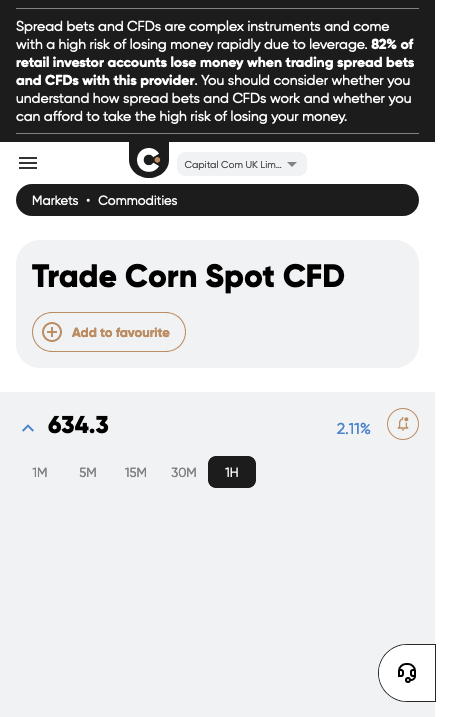 Spread bets and CFDs are complex instruments and come
with a high risk of losing money rapidly due to leverage. 82% of
retail investor accounts lose money when trading spread bets
and CFDs with this provider. You should consider whether you
understand how spread bets and CFDs work and whether you
can afford to take the high risk of losing your money.
Capital Com UK Lim...
Markets • Commodities
Trade Corn Spot CFD
Add to favourite
634.3
2.11%
1M 5M 15M 30M 1H